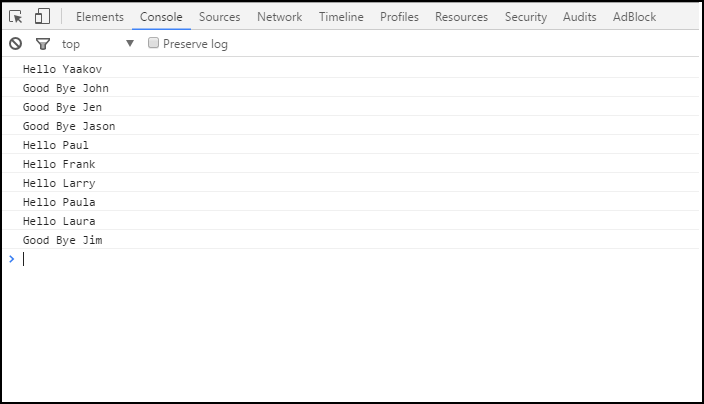 Elements Console Sources Network Timeline Profiles Resources Security Audits AdBlock
top Preserve log
Hello Yaakov
Good Bye John
Good Bye Jen
Good Bye Jason
Hello Paul
Hello Frank
Hello Larry
Hello Paula
Hello Laura
Good Bye Jim
>